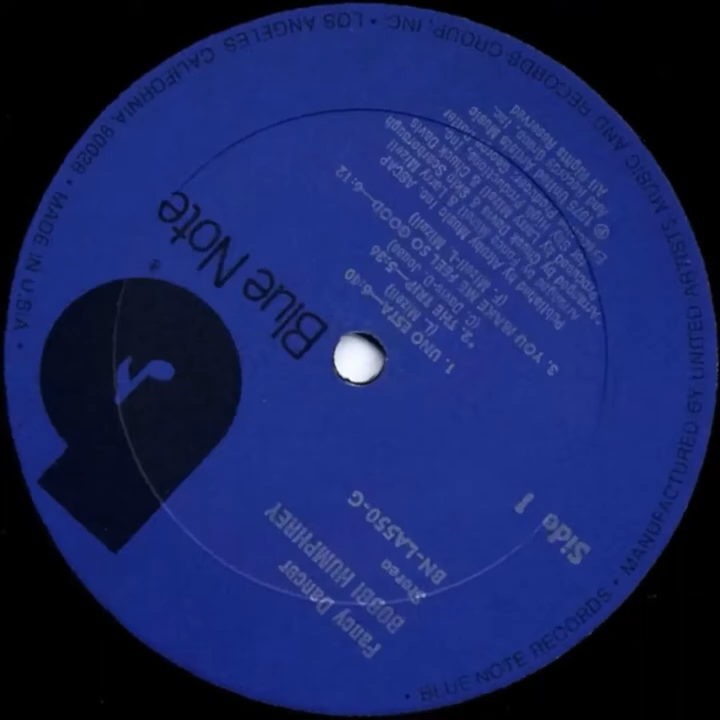 Fancy Dancer
BOBBI HUMPHREY
Stereo
BN-LA550-G
Side 1
Blue Note
®
1. UNO ESTA—6:40
(L. Mizell)
*2. THE TRIP—5:36
(C. Davis-D. Jones)
3. YOU MAKE ME FEEL SO GOOD—6:12
(F. Mizell-L. Mizell)
Published by Alruby Music Inc. ASCAP
All Rights Reserved
BLUE NOTE RECORDS • MANUFACTURED BY UNITED ARTISTS MUSIC AND RECORDS GROUP, INC. • LOS ANGELES, CALIFORNIA 90028 • MADE IN U.S.A. •